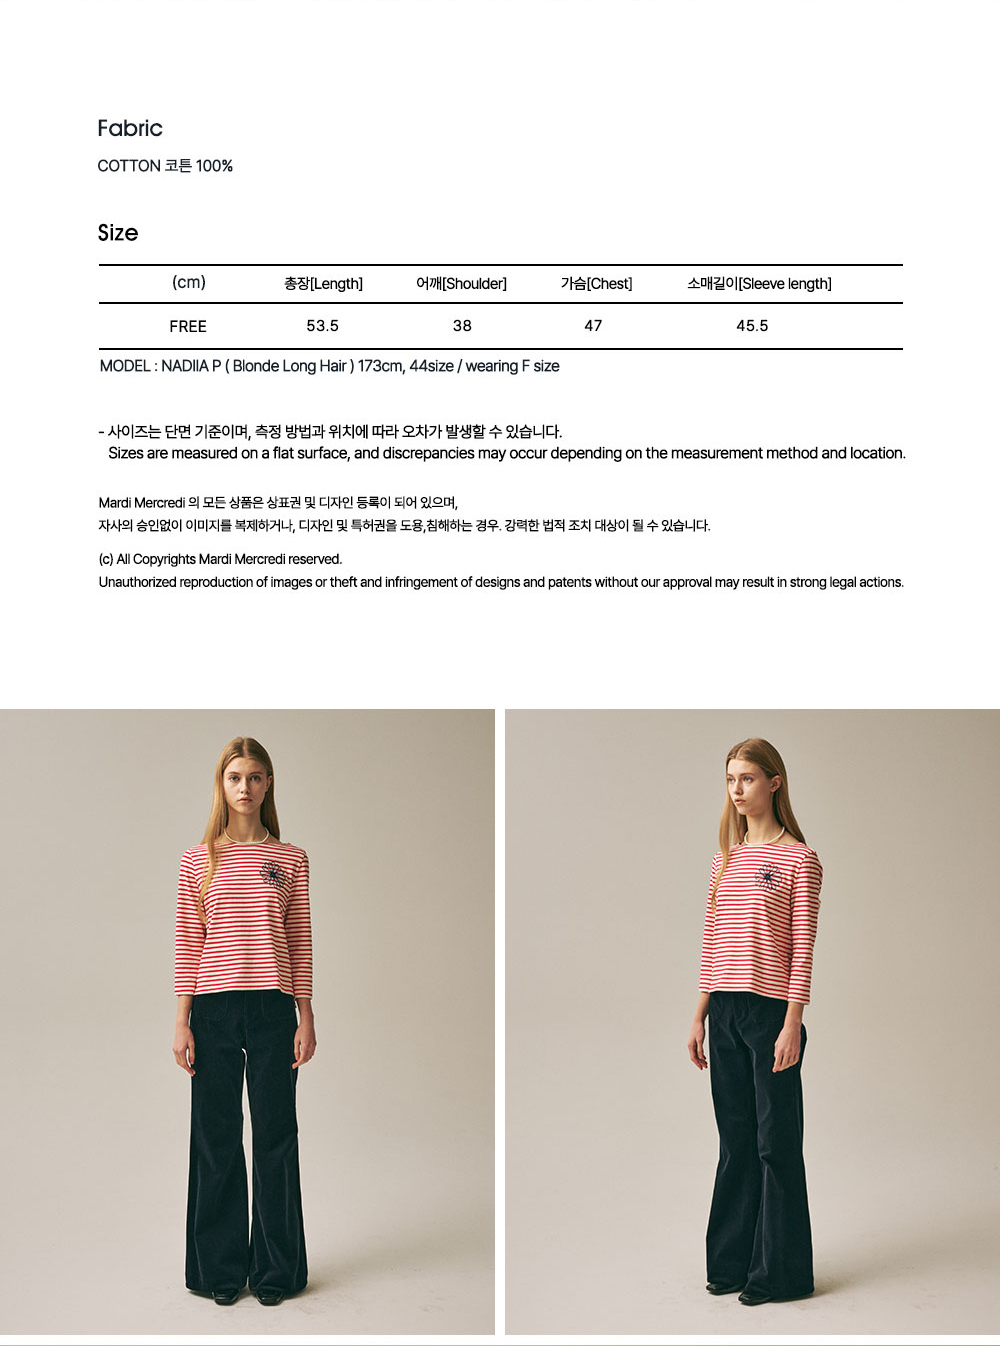 Fabric
COTTON 코튼 100%
Size
(cm) 총장[Length] 어깨[Shoulder] 가슴[Chest] 소매길이[Sleeve length]
FREE 53.5 38 47 45.5
MODEL : NADIIA P ( Blonde Long Hair ) 173cm, 44size / wearing F size
- 사이즈는 단면 기준이며, 측정 방법과 위치에 따라 오차가 발생할 수 있습니다.
Sizes are measured on a flat surface, and discrepancies may occur depending on the measurement method and location.
Mardi Mercredi 의 모든 상품은 상표권 및 디자인 등록이 되어 있으며,
자사의 승인없이 이미지를 복제하거나, 디자인 및 특허권을 도용,침해하는 경우. 강력한 법적 조치 대상이 될 수 있습니다.
(c) All Copyrights Mardi Mercredi reserved.
Unauthorized reproduction of images or theft and infringement of designs and patents without our approval may result in strong legal actions.